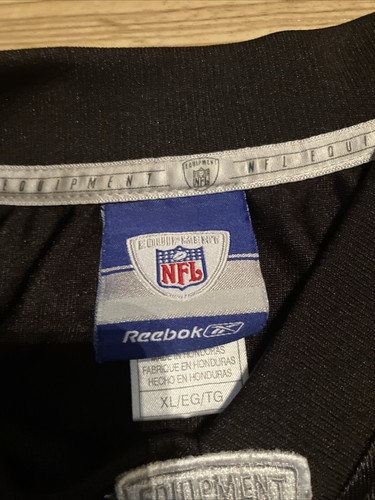 EQUIPMENT EQUIPMENT NFL NFL EQUI
EQUIPMENT
NFL
Reebok
MADE IN HONDURAS
FABRIQUE EN HONDURAS
HECHO EN HONDURAS
XL/EG/TG
EQUIPMENT